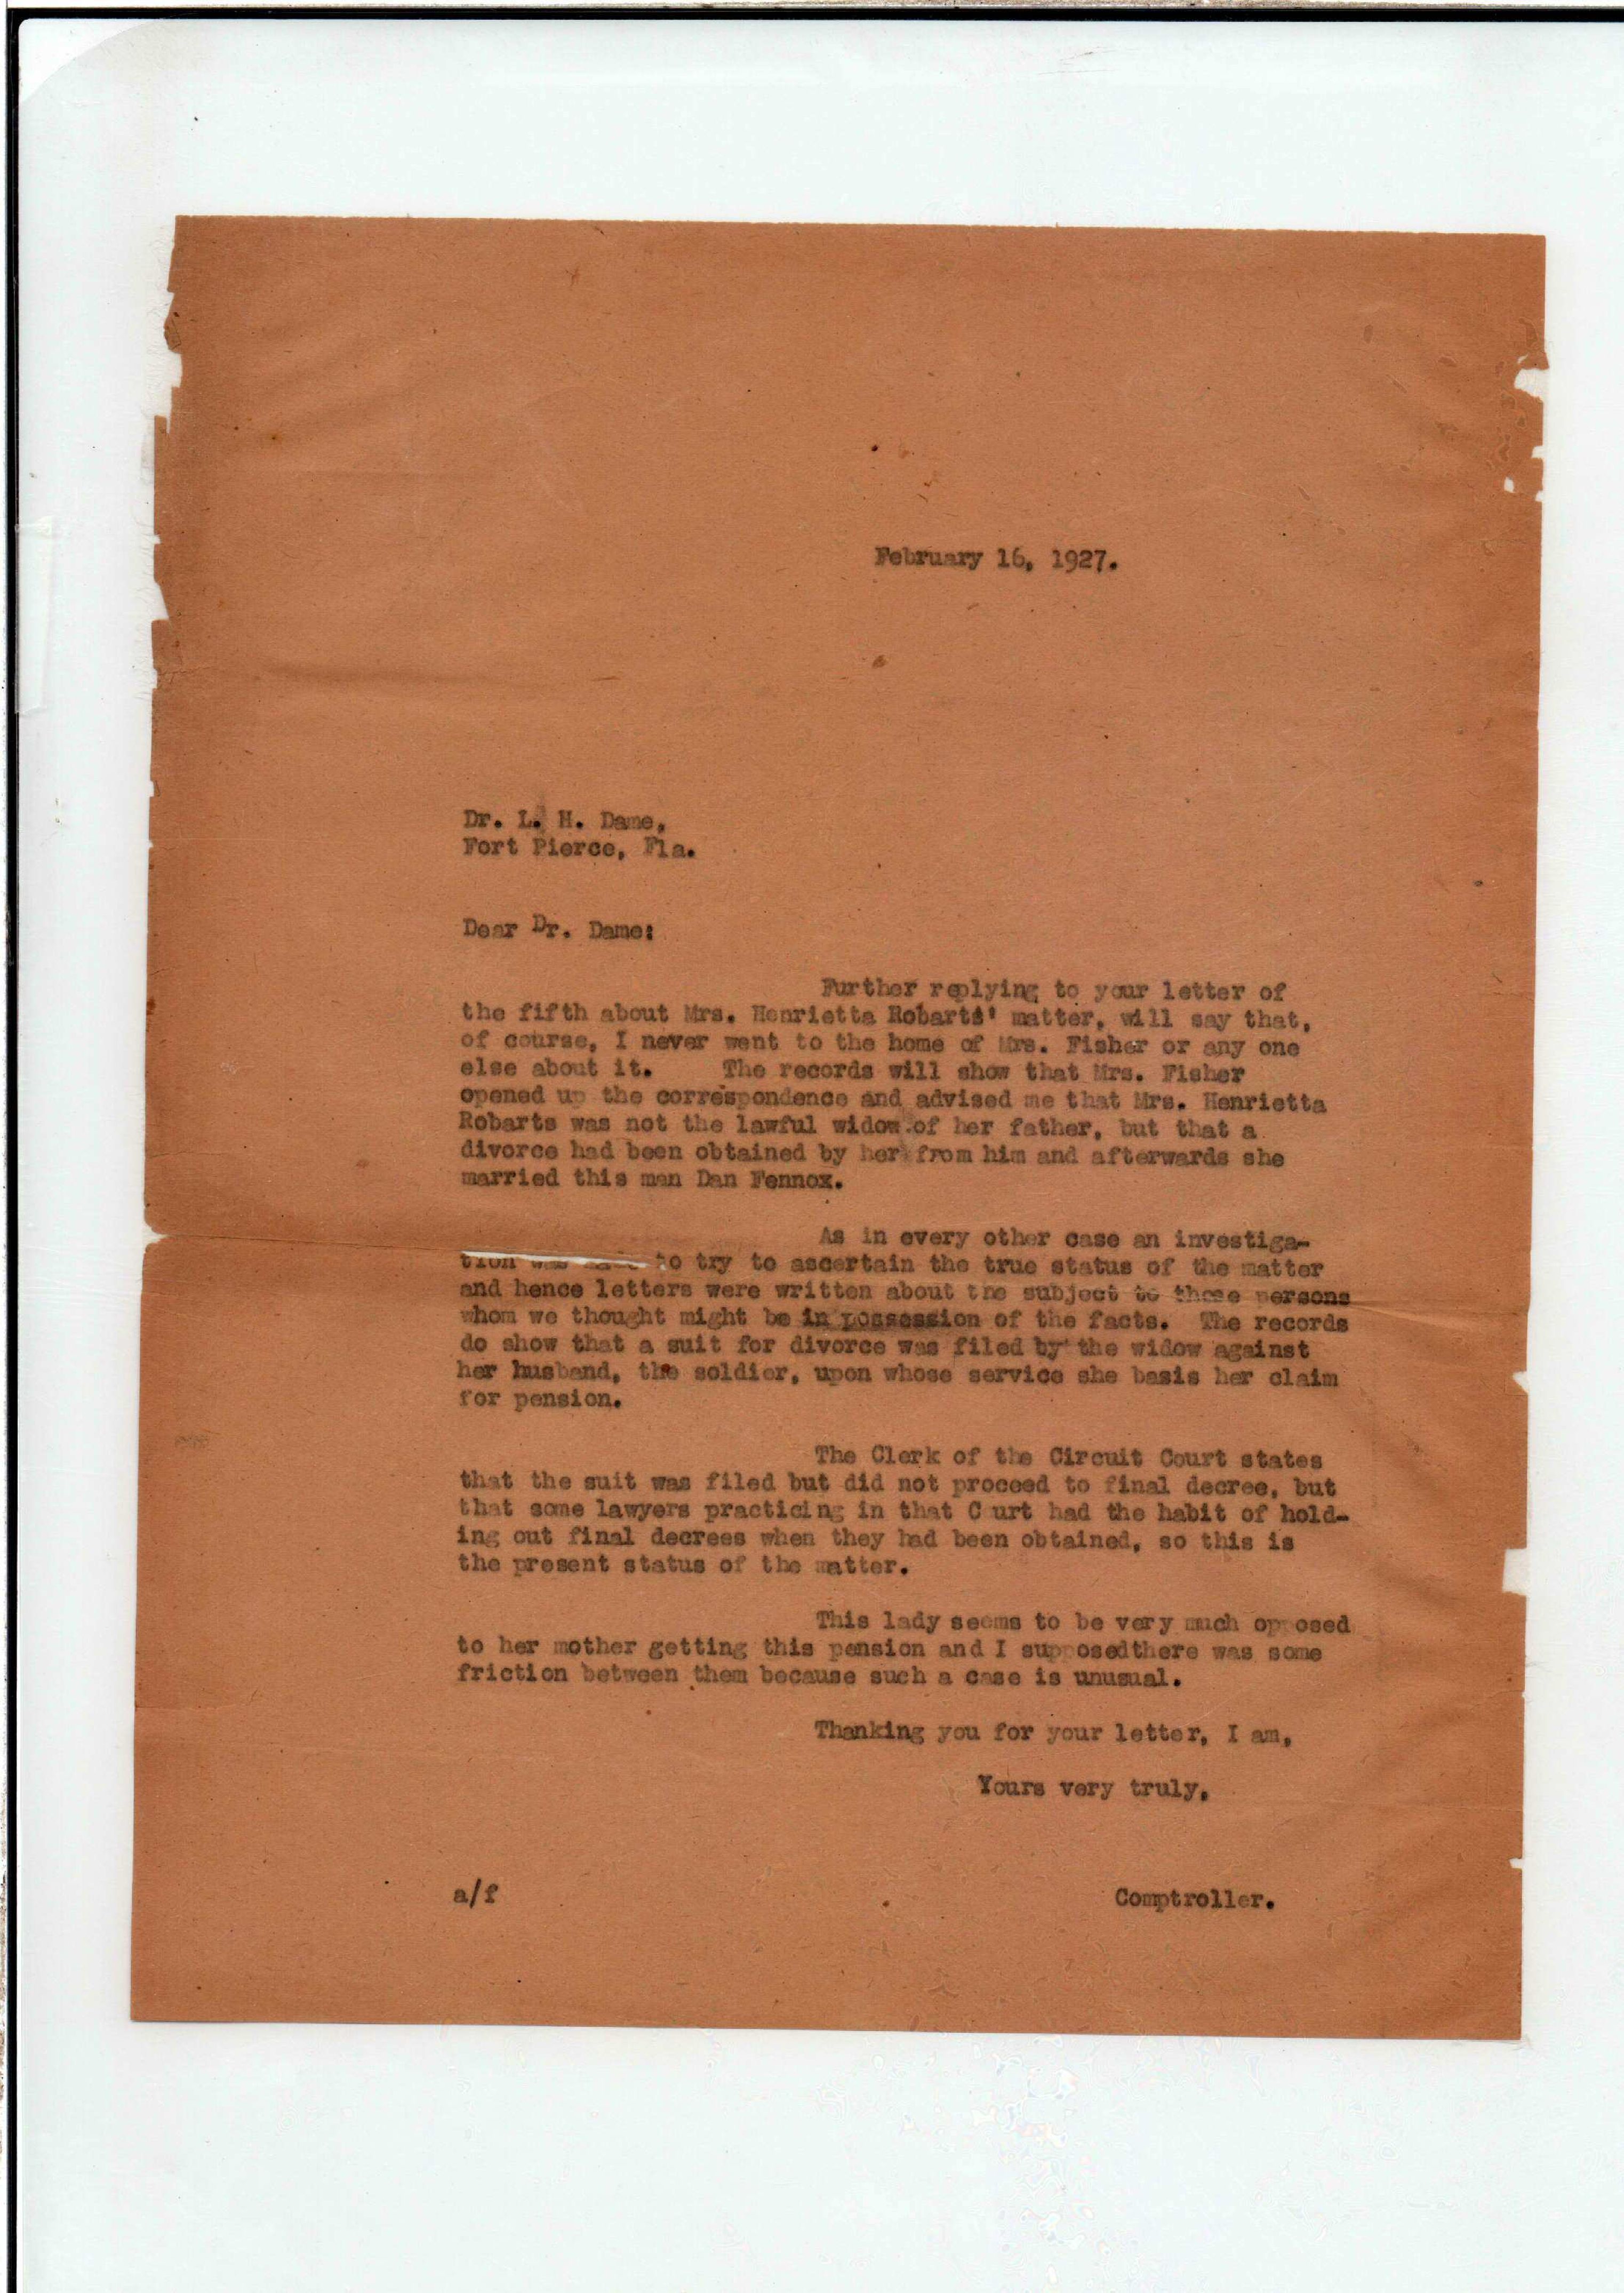 February 16, 1927.
Dr. L. H. Dame,
Fort Pierce, Fla.
Dear Dr. Dame:
Further replying to your letter of
the fifth about Mrs. Henrietta Robarts' matter, will say that,
of course, I never went to the home of Mrs. Fisher or any one
else about it. The records will show that Mrs. Fisher
opened up the correspondence and advised me that Mrs. Henrietta
Robarts was not the lawful widow of her father, but that a
divorce had been obtained by her from him and afterwards she
married this man Dan Fennox.
As in every other case an investiga-
tion was to try to ascertain the true status of the matter
and hence letters were written about the subject to those persons
whom we thought might be in possession of the facts. The records
do show that a suit for divorce was filed by the widow against
her husband, the soldier, upon whose service she basis her claim
for pension.
The Clerk of the Circuit Court states
that the suit was filed but did not proceed to final decree, but
that some lawyers practicing in that Court had the habit of hold-
ing out final decrees when they had been obtained, so this is
the present status of the matter.
This lady seems to be very much opposed
to her mother getting this pension and I supposedthere was some
friction between them because such a case is unusual.
Thanking you for your letter, I am,
Yours very truly,
a/f Comptroller.